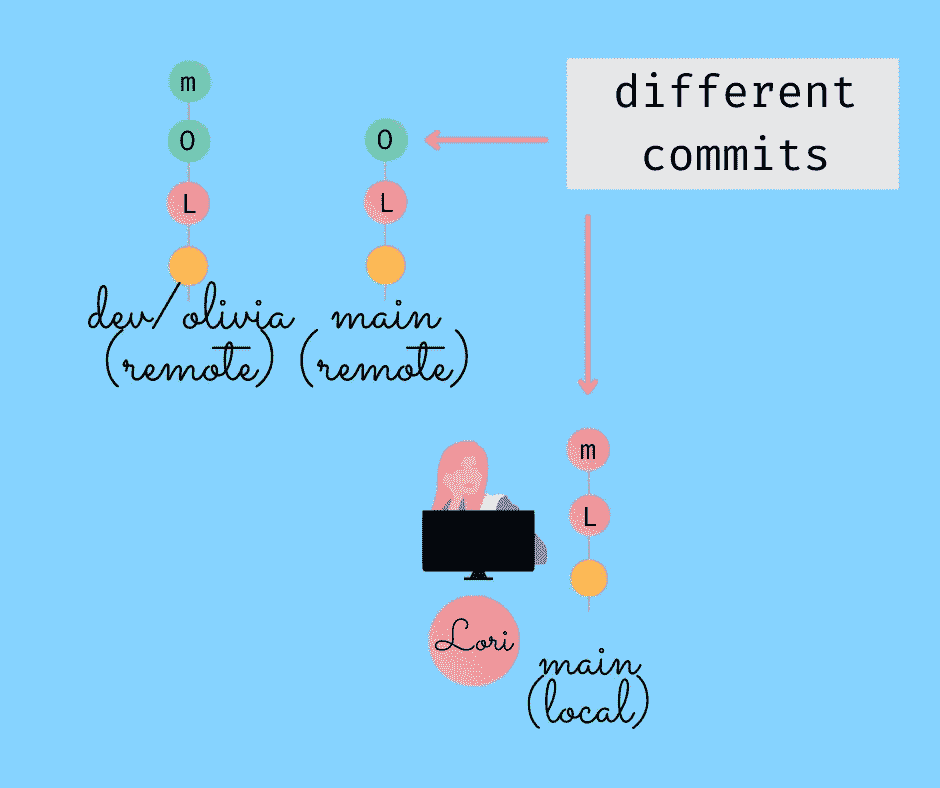 m
O
L
dev/olivia
(remote)
O
L
main
(remote)
different
commits
m
L
Lori
main
(local)